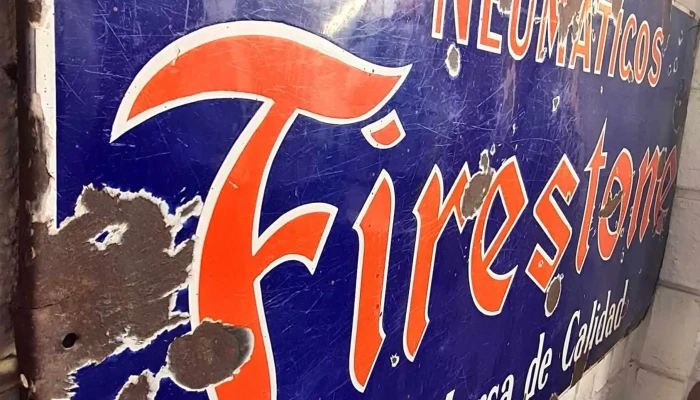 NEUMATICOS
Firestone
de Calidad